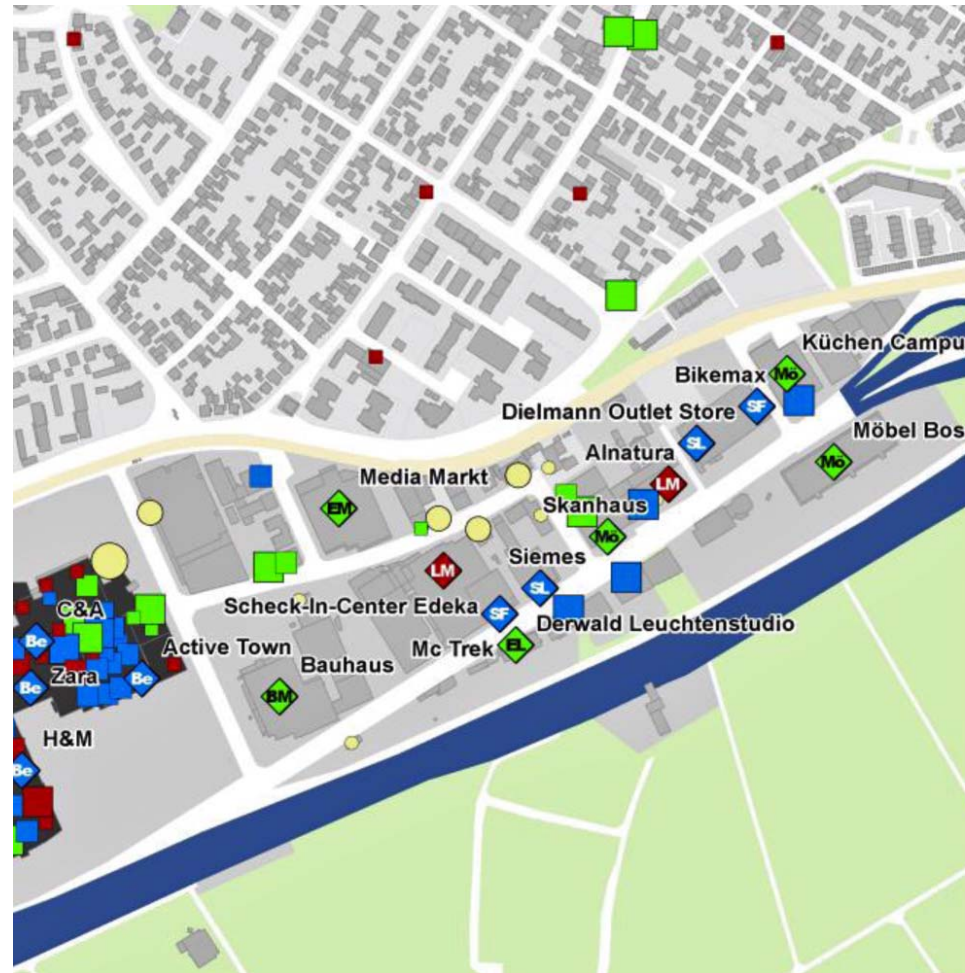 Küchen Campu
Mö
Bikemax
SF
Dielmann Outlet Store
SL
Möbel Bos
Alnatura
Mö
Media Markt
LM
EM
Skanhaus
Mö
Siemes
LM
SL
C&A
Scheck-In-Center Edeka
SF
Derwald Leuchtenstudio
Be
Active Town
Mc Trek
EL
Bauhaus
Zara
Be
Be
BM
H&M
Be